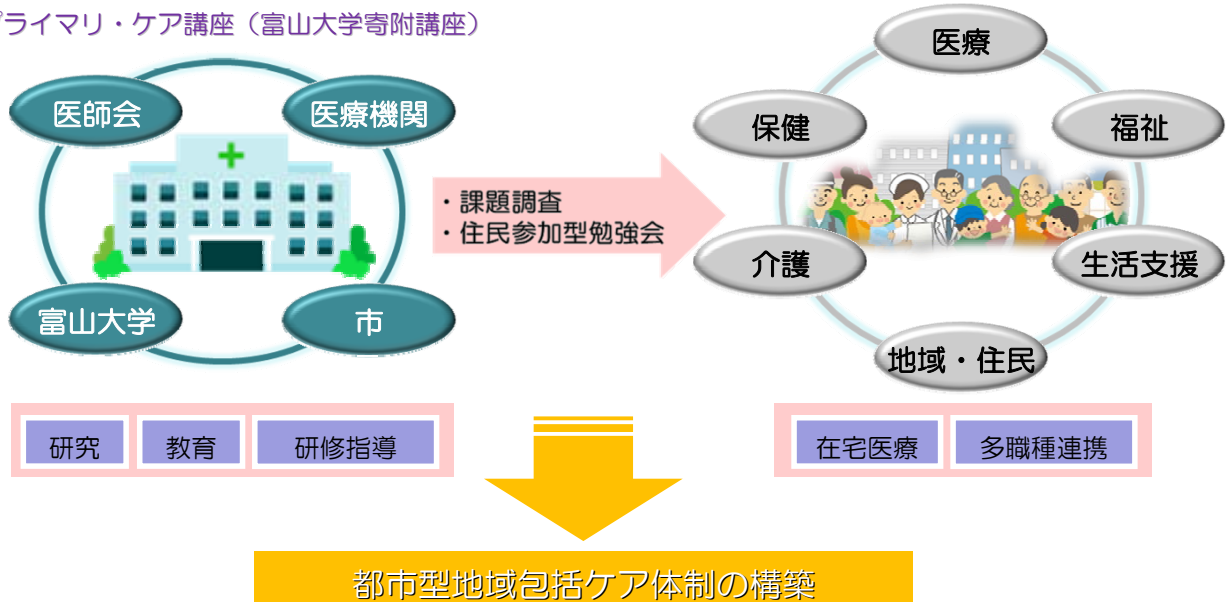 プライマリ・ケア講座（富山大学寄附講座）
医師会
医療機関
富山大学
市
・課題調査
・住民参加型勉強会
医療
保健
福祉
介護
生活支援
地域・住民
研究
教育
研修指導
在宅医療
多職種連携
都市型地域包括ケア体制の構築